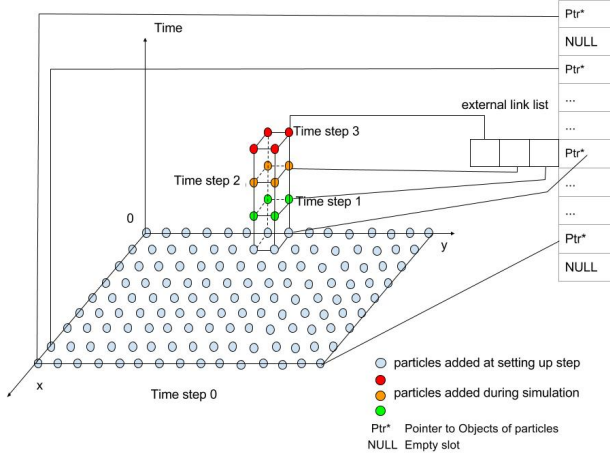 Time
Ptr*
NULL
Ptr*
...
external link list
...
Time step 3
Ptr*
Time step 2
...
Time step 1
...
0
y
Ptr*
NULL
particles added at setting up step
x
Time step 0
particles added during simulation
Ptr* Pointer to Objects of particles
NULL Empty slot